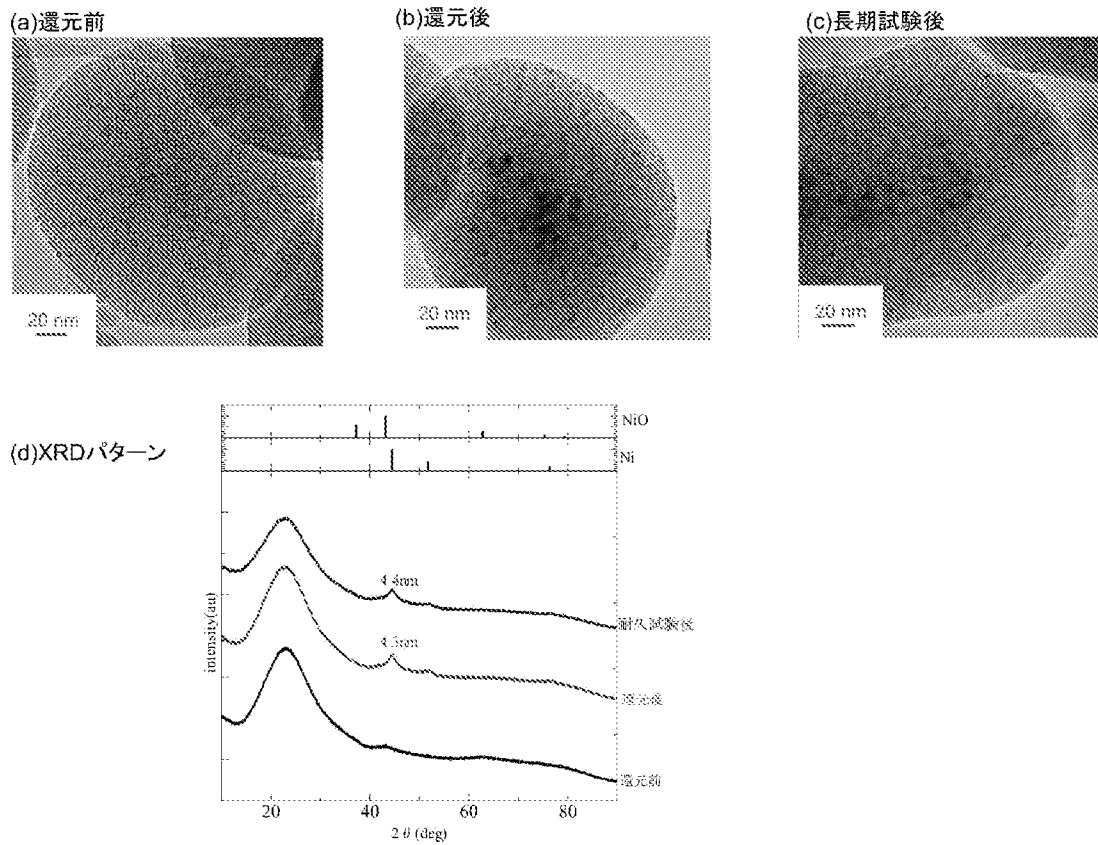 (a)還元前
(b)還元後
(c)長期試験後
20 nm
20 nm
20 nm
(d)XRDパターン
NiO
Ni
4.4nm
耐久試験後
4.3nm
還元後
還元前
intensity(au)
20
40
60
80
2 θ (deg)